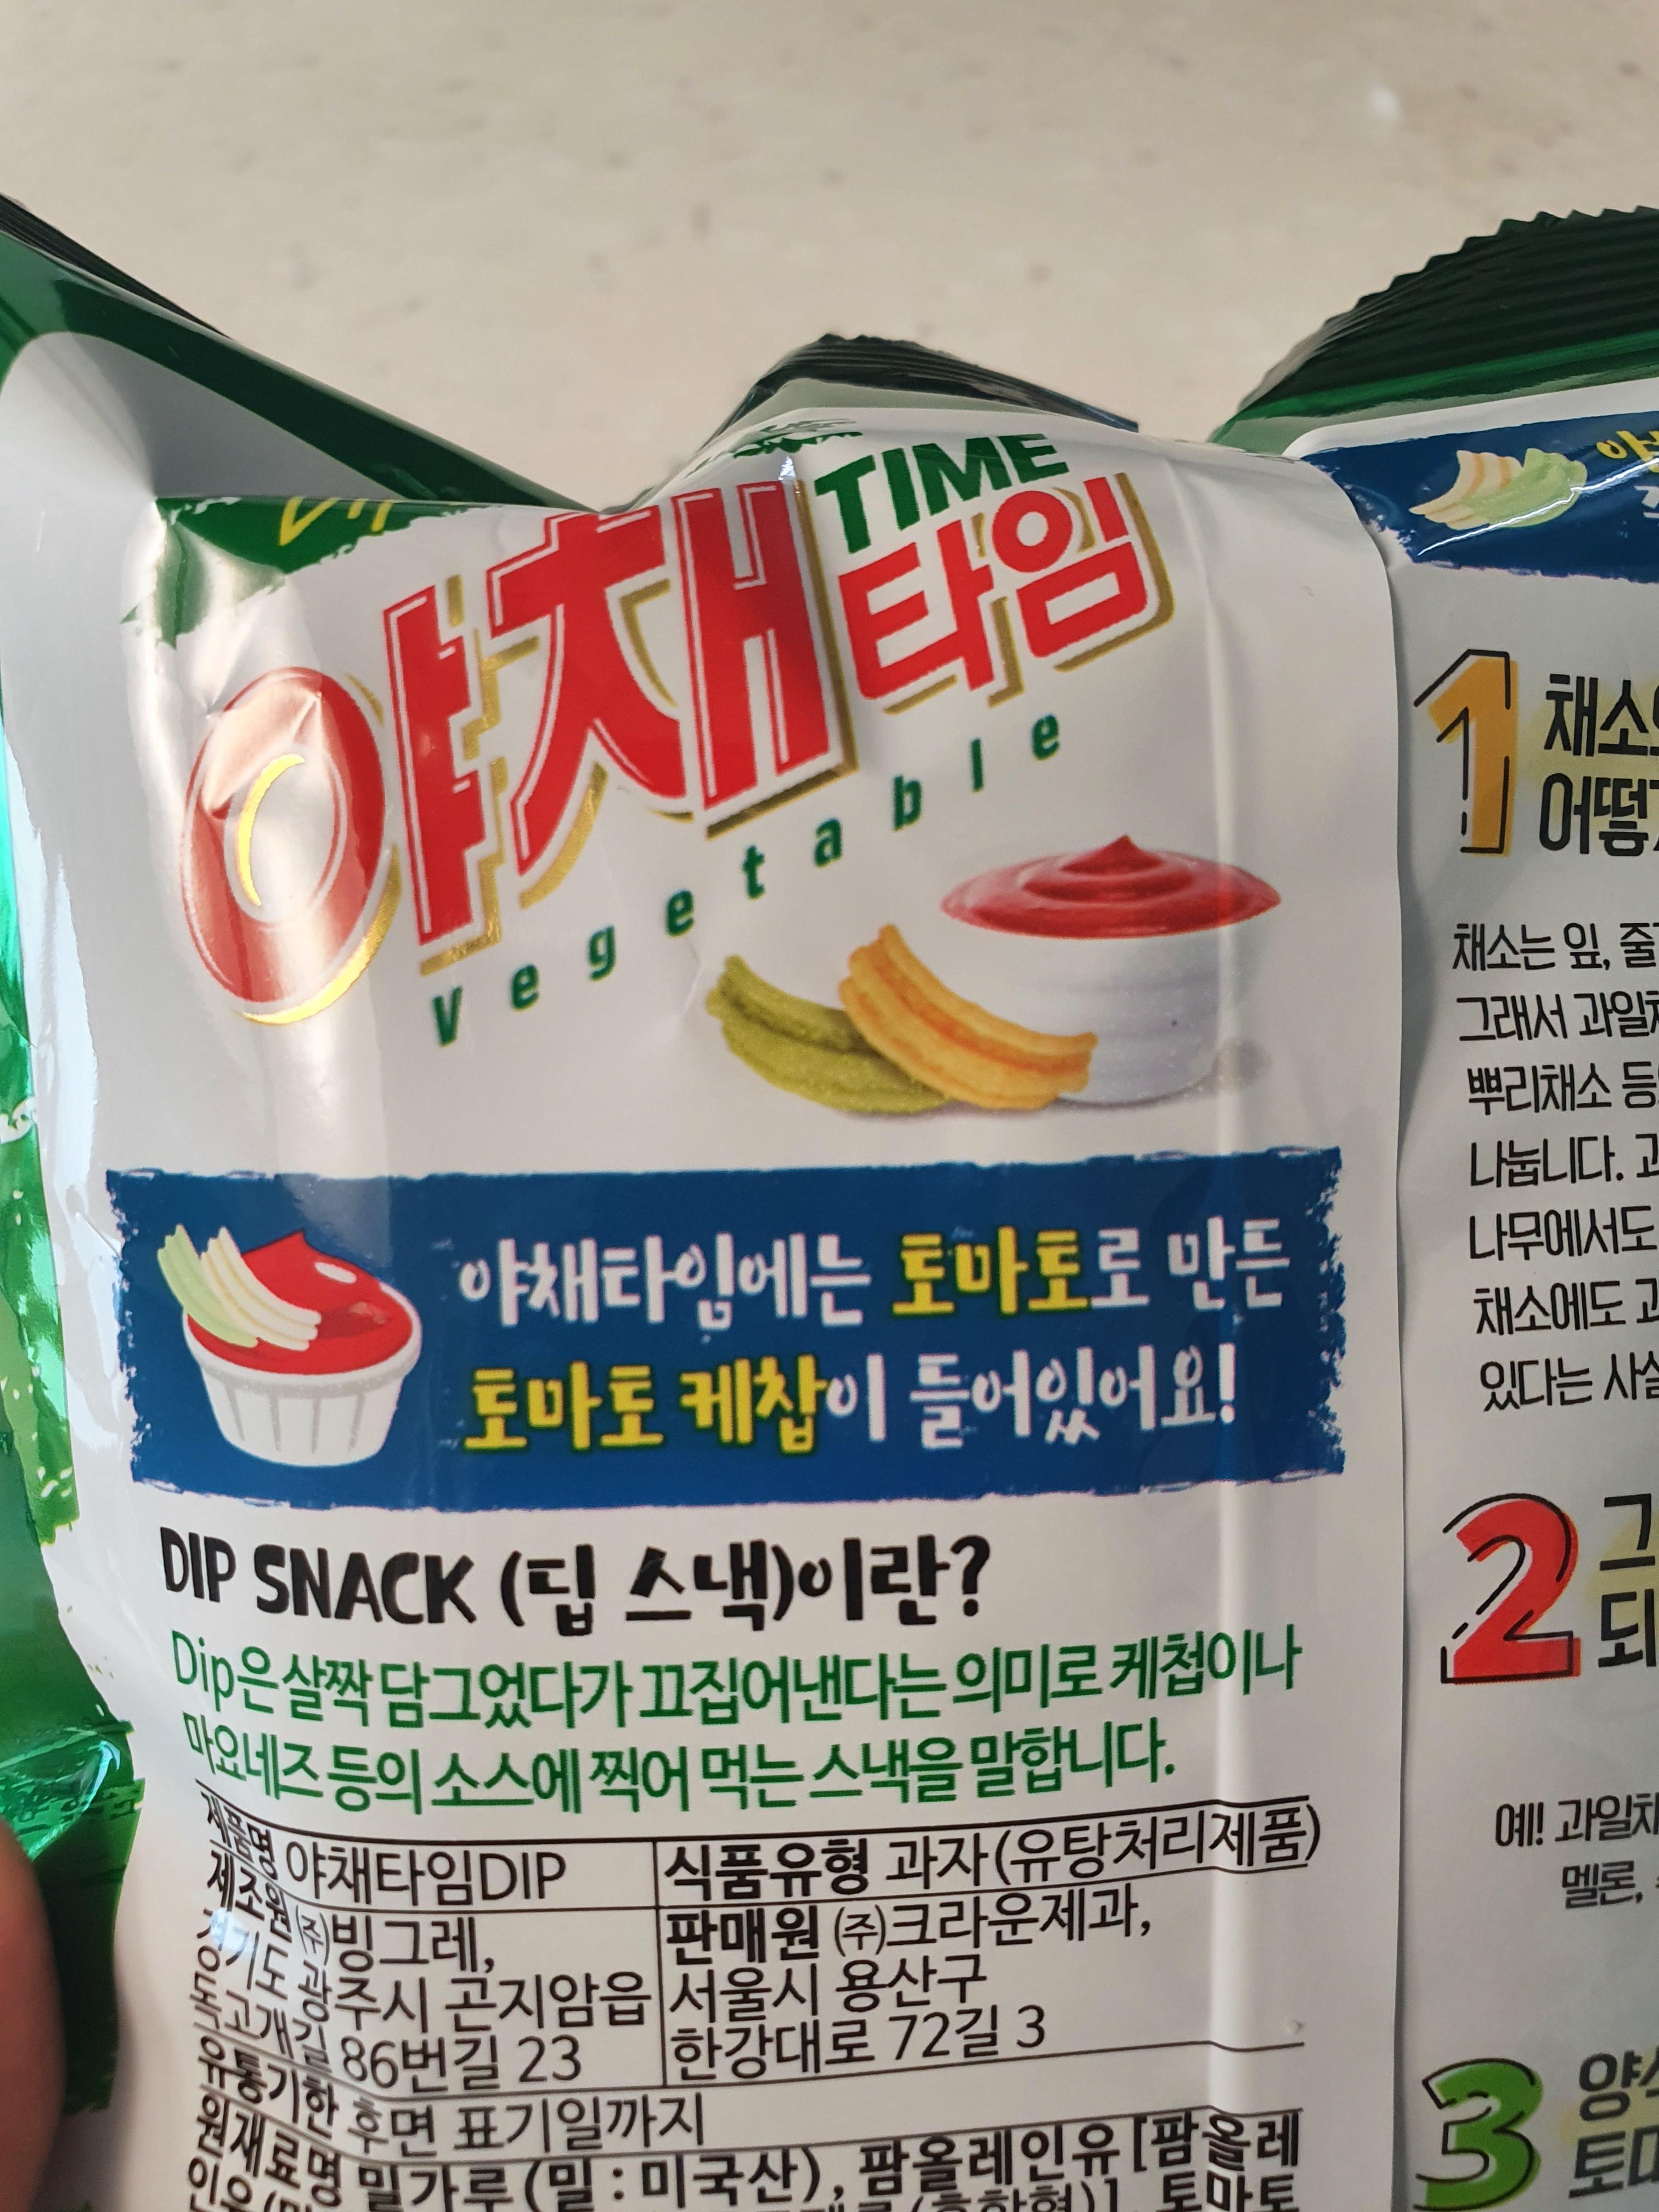 TIME
야채타임
Vegetable
야채타임에는 토마토로 만든
토마토 케찹이 들어있어요!
DIP SNACK (딥 스낵)이란?
Dip은 살짝 담그었다가 끄집어낸다는 의미로 케첩이나
마요네즈 등의 소스에 찍어 먹는 스낵을 말합니다.
제품명 야채타임DIP
식품유형 과자(유탕처리제품)
제조원 ㈜빙그레,
경기도 광주시 곤지암읍
독고개길 86번길 23
판매원 ㈜크라운제과,
서울시 용산구
한강대로 72길 3
유통기한 후면 표기일까지
원재료명 밀가루(밀:미국산), 팜올레인유[팜올레
토마토
1
채소
채소는 잎,
그래서
뿌리채소
나눕니다.
나무에서도
채소에도
있다는
2
예!
멜론,
3